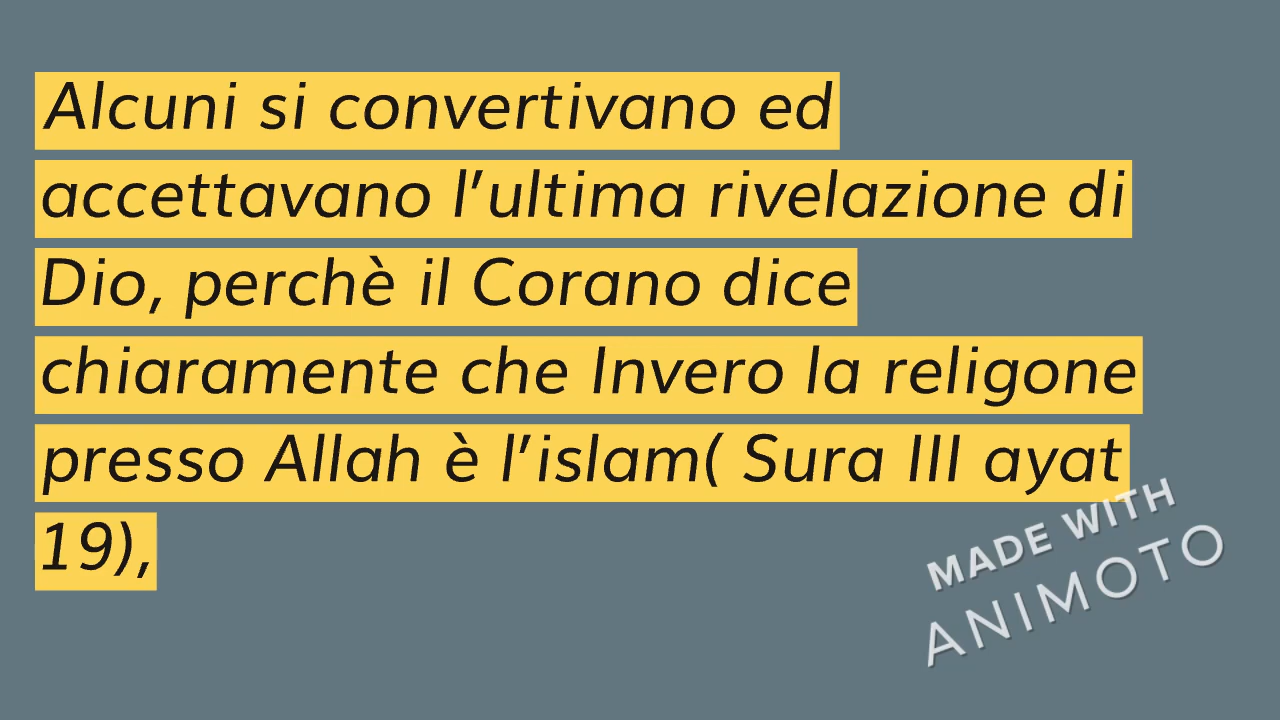 Alcuni si convertivano ed
accettavano l’ultima rivelazione di
Dio, perchè il Corano dice
chiaramente che Invero la religone
presso Allah è l’islam( Sura III ayat
19),
MADE WITH
ANIMOTO